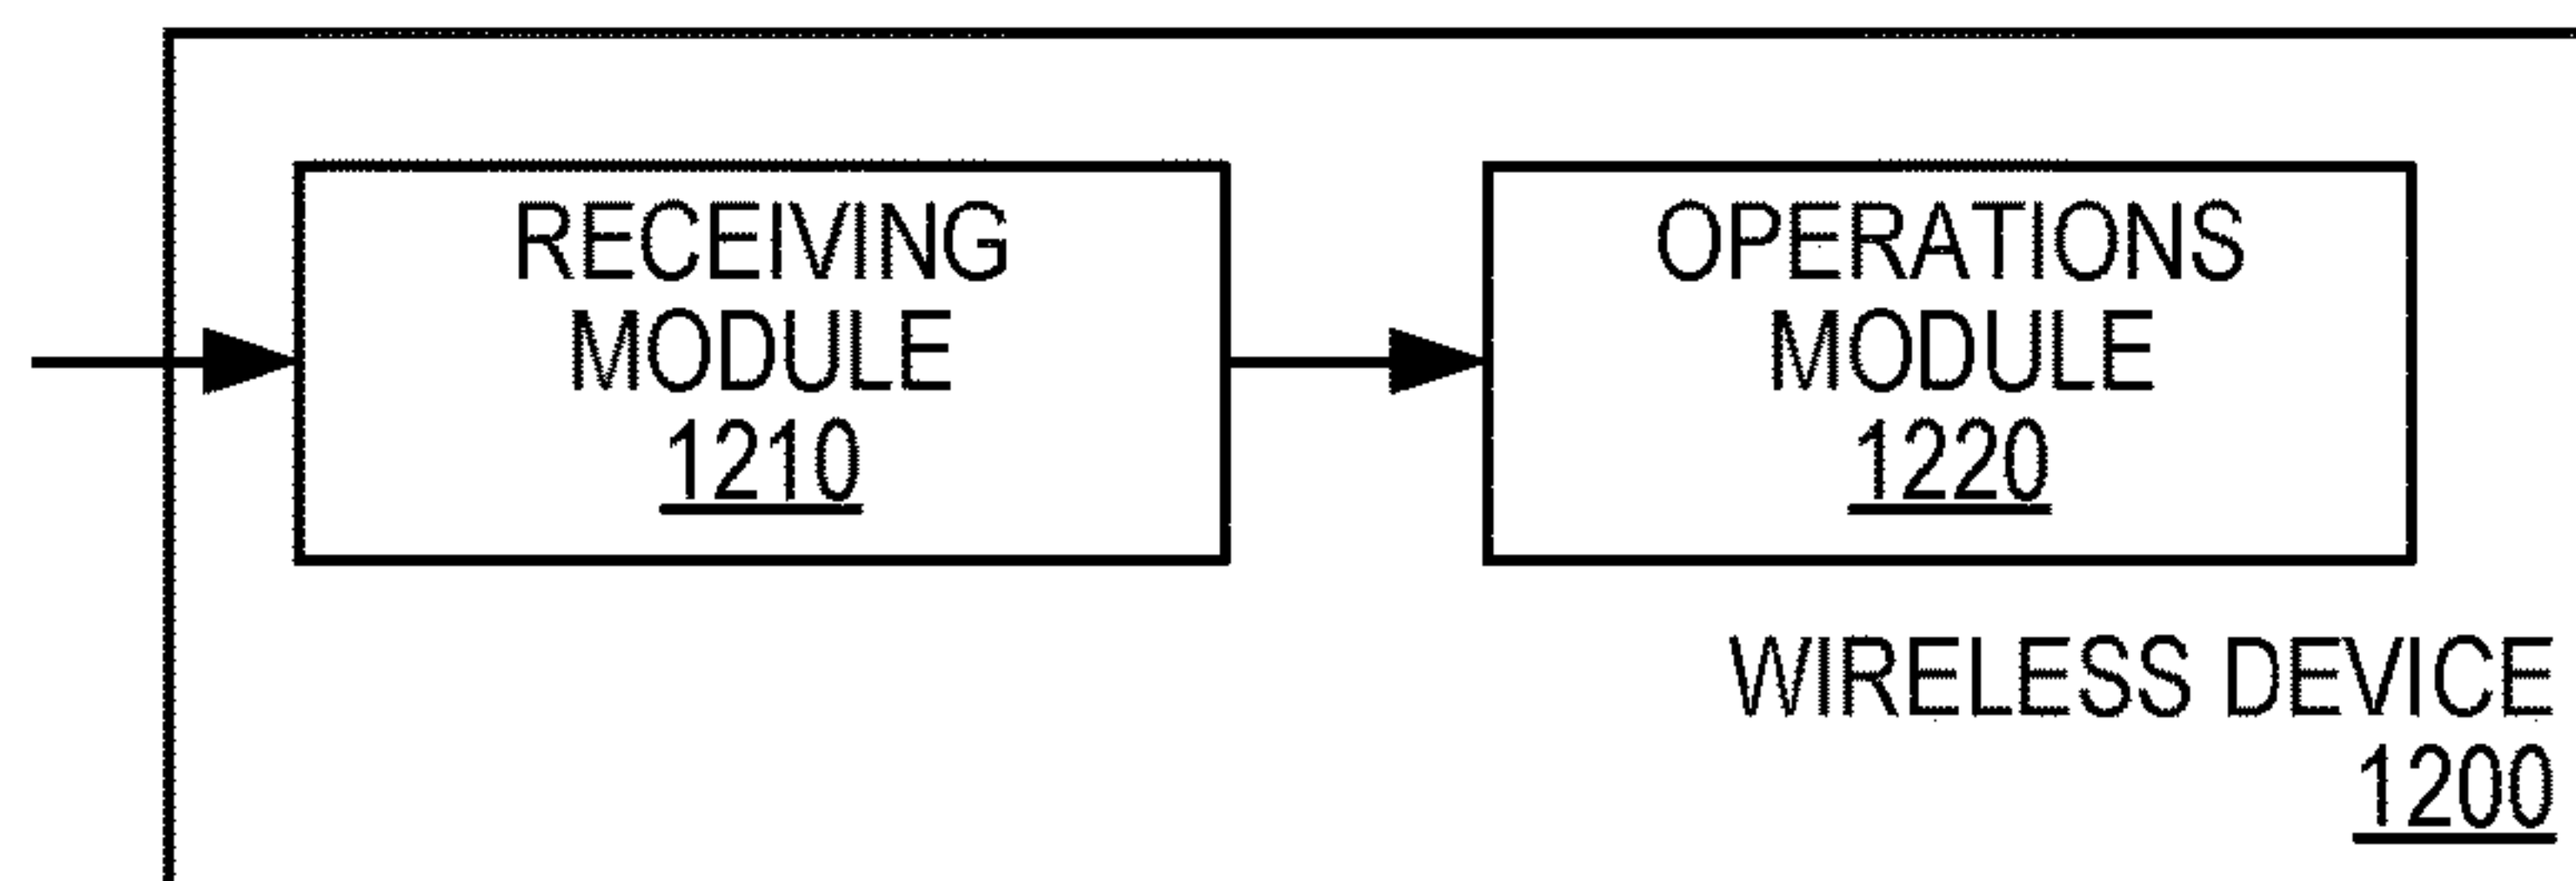 RECEIVING
MODULE
1210
OPERATIONS
MODULE
1220
WIRELESS DEVICE
1200